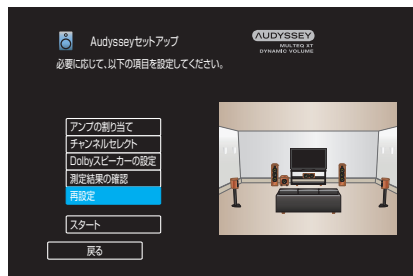 Audysseyセットアップ
AUDYSSEY
MULTEQ XT
DYNAMIC VOLUME
必要に応じて、以下の項目を設定してください。
アンプの割り当て
チャンネルセレクト
Dolbyスピーカーの設定
測定結果の確認
再設定
スタート
戻る